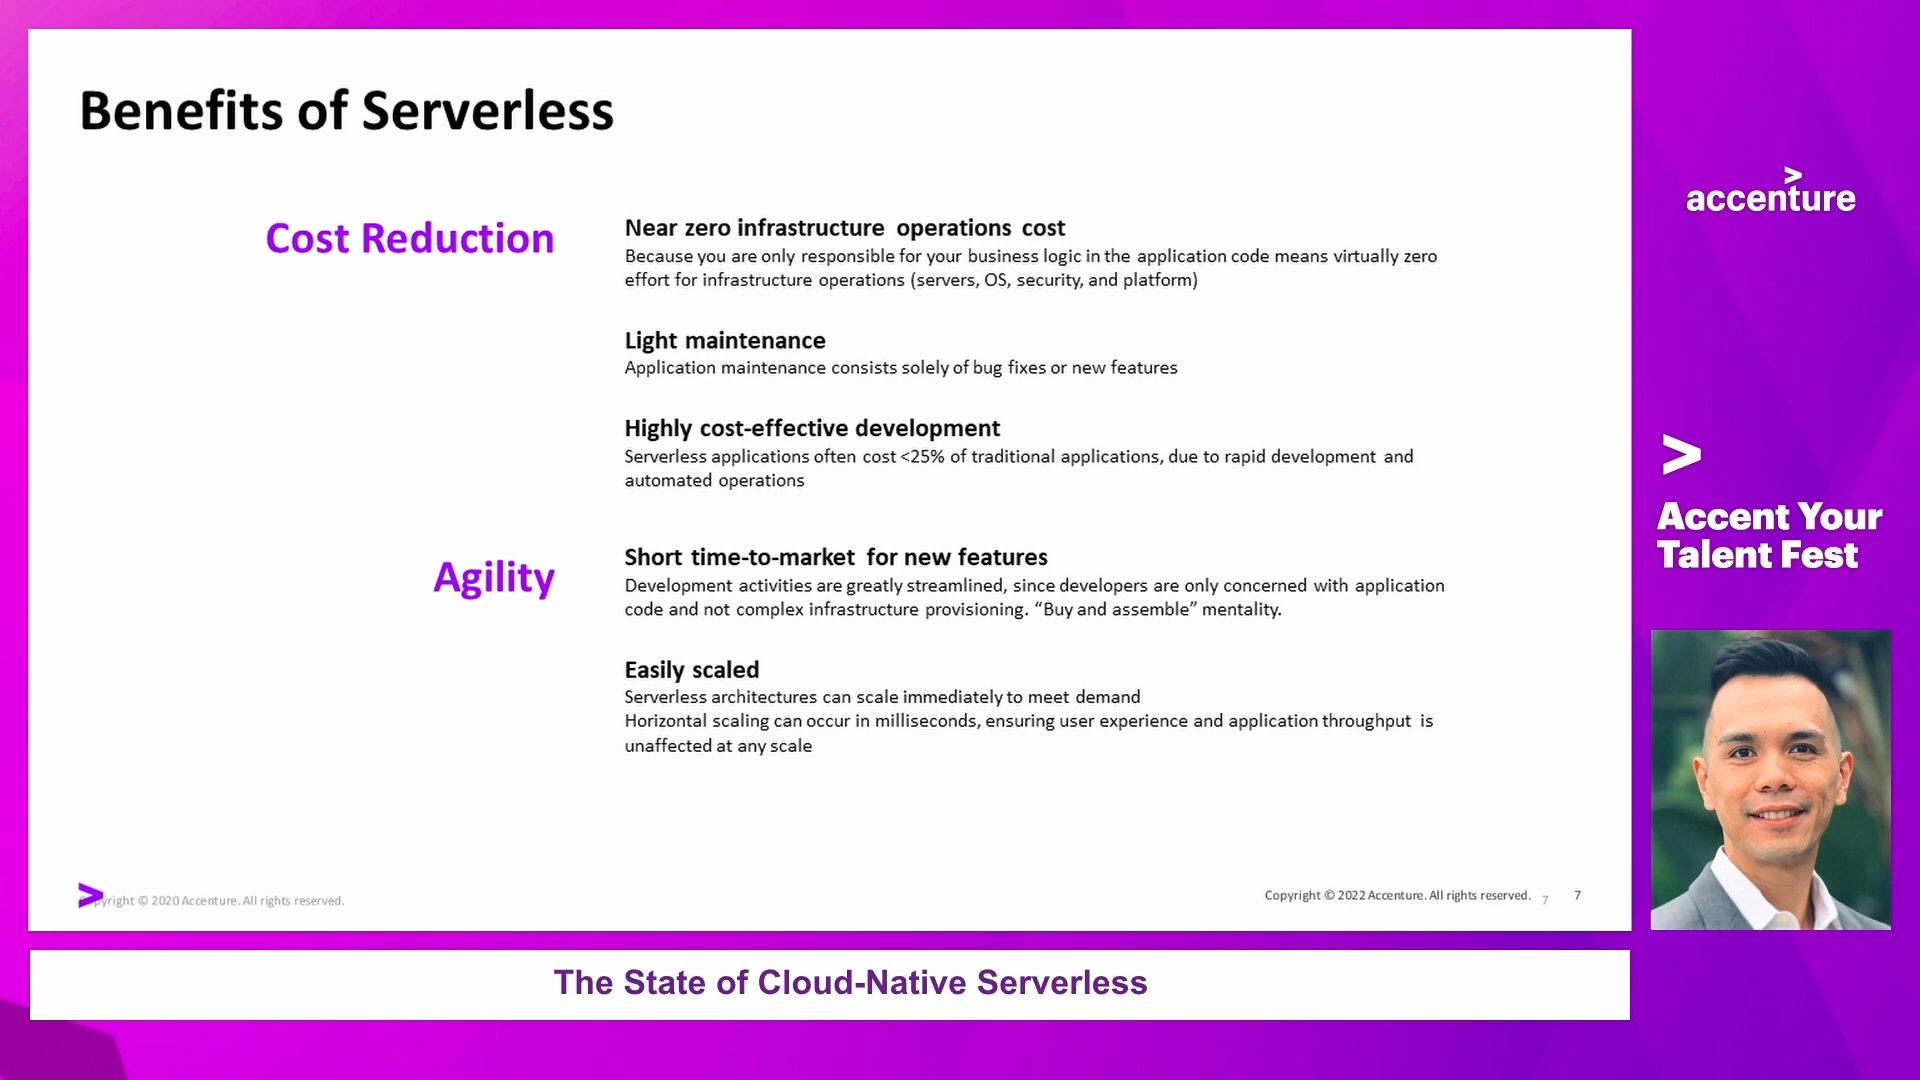 Benefits of Serverless
Cost Reduction
Near zero infrastructure operations cost
Because you are only responsible for your business logic in the application code means virtually zero
effort for infrastructure operations (servers, OS, security, and platform)
Light maintenance
Application maintenance consists solely of bug fixes or new features
Highly cost-effective development
Serverless applications often cost <25% of traditional applications, due to rapid development and
automated operations
Agility
Short time-to-market for new features
Development activities are greatly streamlined, since developers are only concerned with application
code and not complex infrastructure provisioning. “Buy and assemble” mentality.
Easily scaled
Serverless architectures can scale immediately to meet demand
Horizontal scaling can occur in milliseconds, ensuring user experience and application throughput is
unaffected at any scale
Copyright © 2020 Accenture. All rights reserved.
Copyright © 2022 Accenture. All rights reserved. 7 7
accenture
Accent Your
Talent Fest
The State of Cloud-Native Serverless